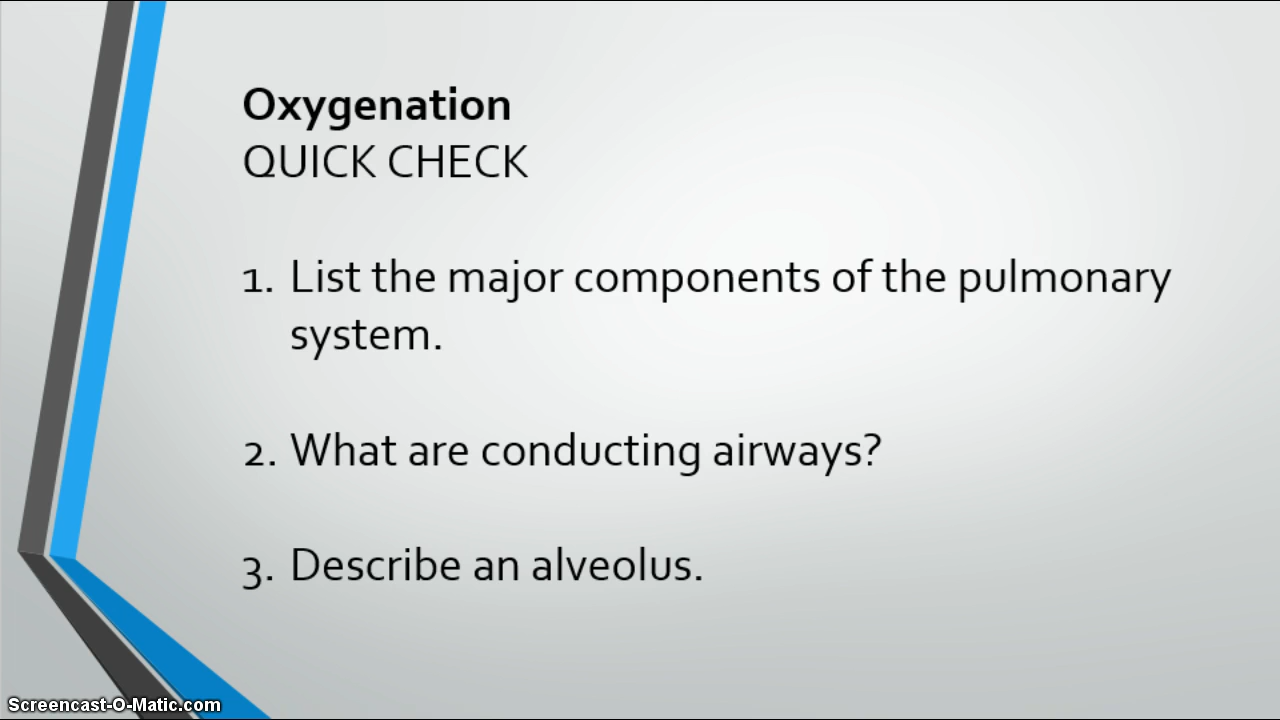 Oxygenation
QUICK CHECK
1. List the major components of the pulmonary
system.
2. What are conducting airways?
3. Describe an alveolus.
Screencast-O-Matic.com